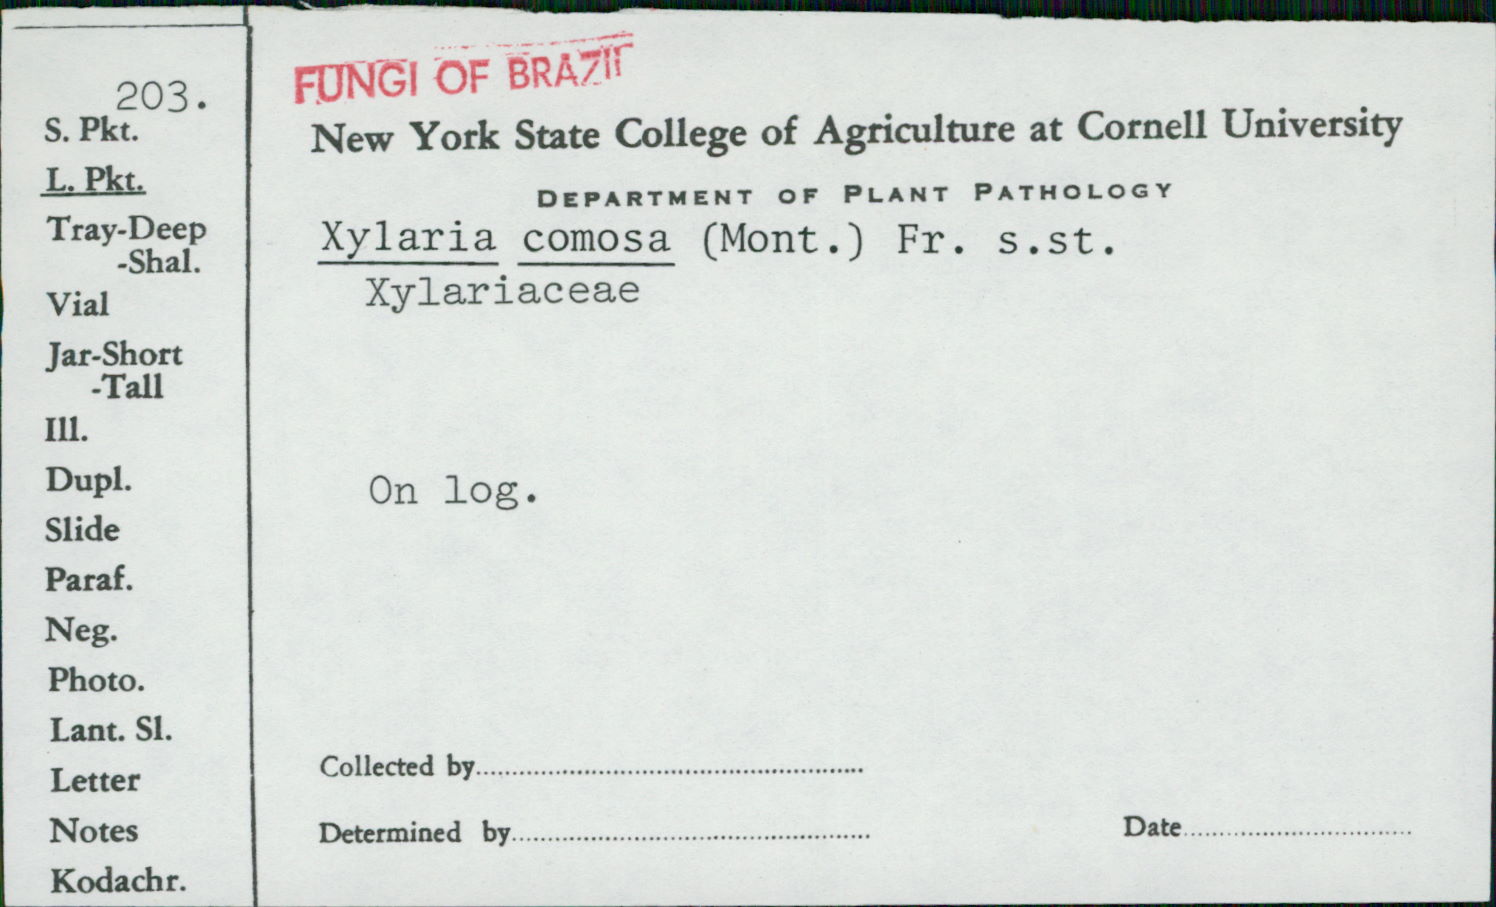 203.
S. Pkt.
L. Pkt.
Tray-Deep
-Shal.
Vial
Jar-Short
-Tall
Ill.
Dupl.
Slide
Paraf.
Neg.
Photo.
Lant. Sl.
Letter
Notes
Kodachr.
FUNGI OF BRAZIL
New York State College of Agriculture at Cornell University
DEPARTMENT OF PLANT PATHOLOGY
Xylaria comosa (Mont.) Fr. s.st.
Xylariaceae
On log.
Collected by
Determined by
Date